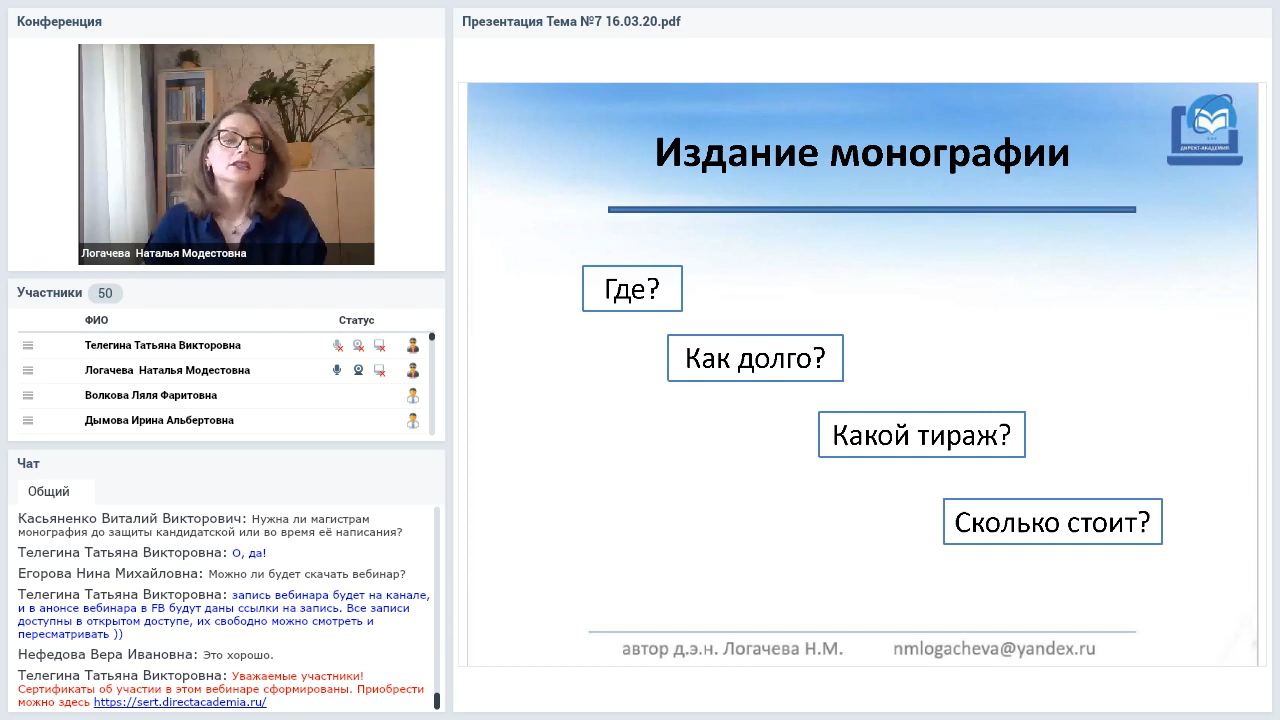 Конференция
Логачева  Наталья Модестовна
Участники 50
ФИО Статус
Телегина Татьяна Викторовна
Логачева  Наталья Модестовна
Волкова Ляля Фаритовна
Дымова Ирина Альбертовна
Чат
Общий
Касьяненко Виталий Викторович: Нужна ли магистрам
монография до защиты кандидатской или во время её написания?
Телегина Татьяна Викторовна: О, да!
Егорова Нина Михайловна: Можно ли будет скачать вебинар?
Телегина Татьяна Викторовна: запись вебинара будет на канале,
и в анонсе вебинара в FB будут даны ссылки на запись. Все записи
доступны в открытом доступе, их свободно можно смотреть и
пересматривать ))
Нефедова Вера Ивановна: Это хорошо.
Телегина Татьяна Викторовна: Уважаемые участники!
Сертификаты об участии в этом вебинаре сформированы. Приобрести
можно здесь https://sert.directacademia.ru/
Презентация Тема №7 16.03.20.pdf
ДИРЕКТ-АКАДЕМИЯ
Издание монографии
Где?
Как долго?
Какой тираж?
Сколько стоит?
автор д.э.н. Логачева Н.М. nmlogacheva@yandex.ru